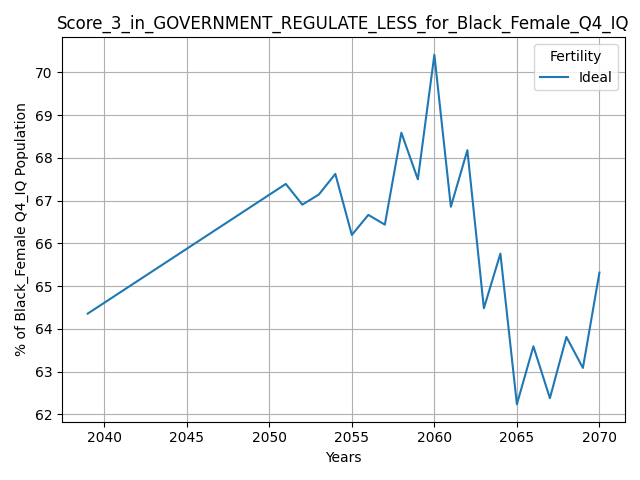 Score_3_in_GOVERNMENT_REGULATE_LESS_for_Black_Female_Q4_IQ
Fertility
Ideal
% of Black_Female Q4_IQ Population
70
69
68
67
66
65
64
63
62
2040 2045 2050 2055 2060 2065 2070
Years